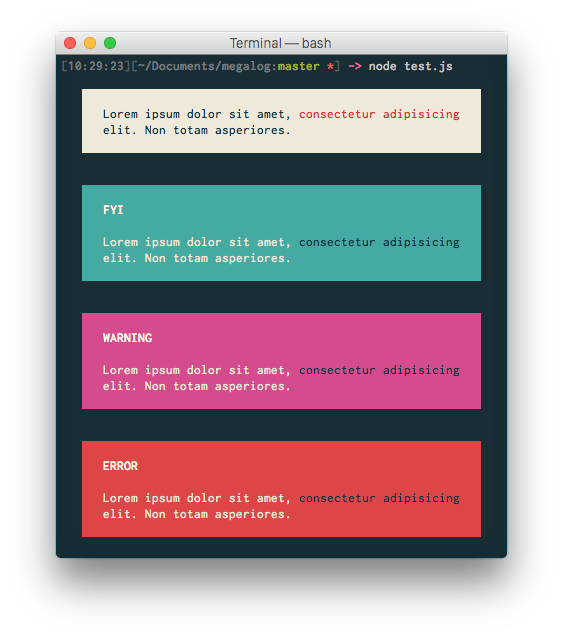 Terminal — bash
[10:29:23][~/Documents/megalog:master *] -> node test.js
Lorem ipsum dolor sit amet, consectetur adipisicing
elit. Non totam asperiores.
FYI
Lorem ipsum dolor sit amet, consectetur adipisicing
elit. Non totam asperiores.
WARNING
Lorem ipsum dolor sit amet, consectetur adipisicing
elit. Non totam asperiores.
ERROR
Lorem ipsum dolor sit amet, consectetur adipisicing
elit. Non totam asperiores.